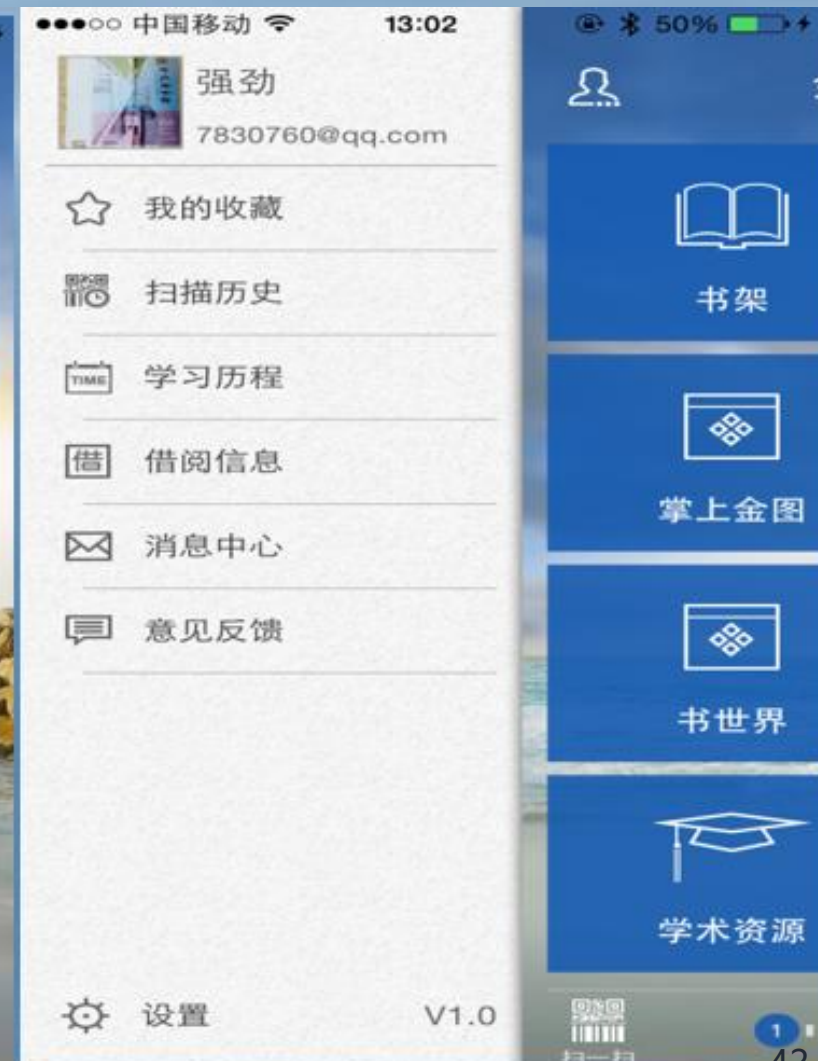 中国移动 13:02 50%
强劲
7830760@qq.com
我的收藏
扫描历史
TIME 学习历程
借 借阅信息
消息中心
意见反馈
设置 V1.0
书架
掌上金图
书世界
学术资源
1
扫一扫
42